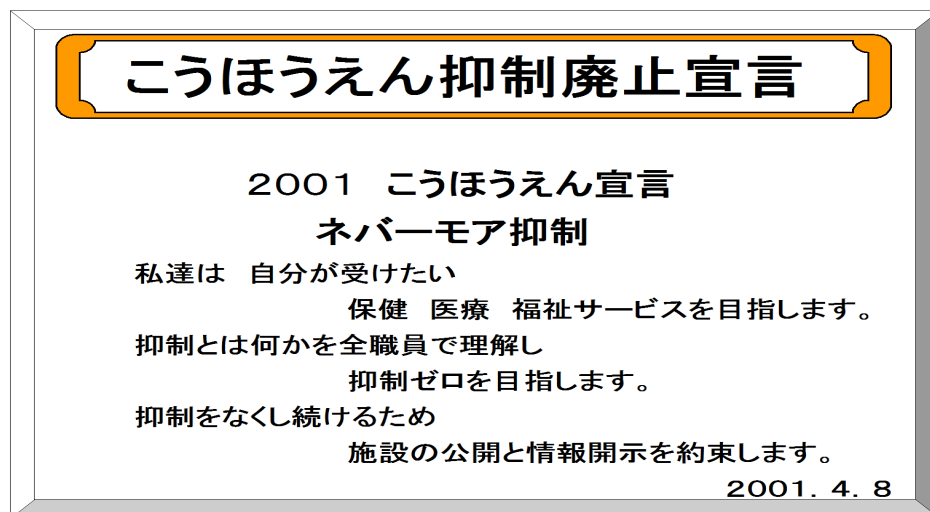 こうほうえん抑制廃止宣言
2001　こうほうえん宣言
ネバーモア抑制
私達は　自分が受けたい
保健　医療　福祉サービスを目指します。
抑制とは何かを全職員で理解し
抑制ゼロを目指します。
抑制をなくし続けるため
施設の公開と情報開示を約束します。
2001．4．8